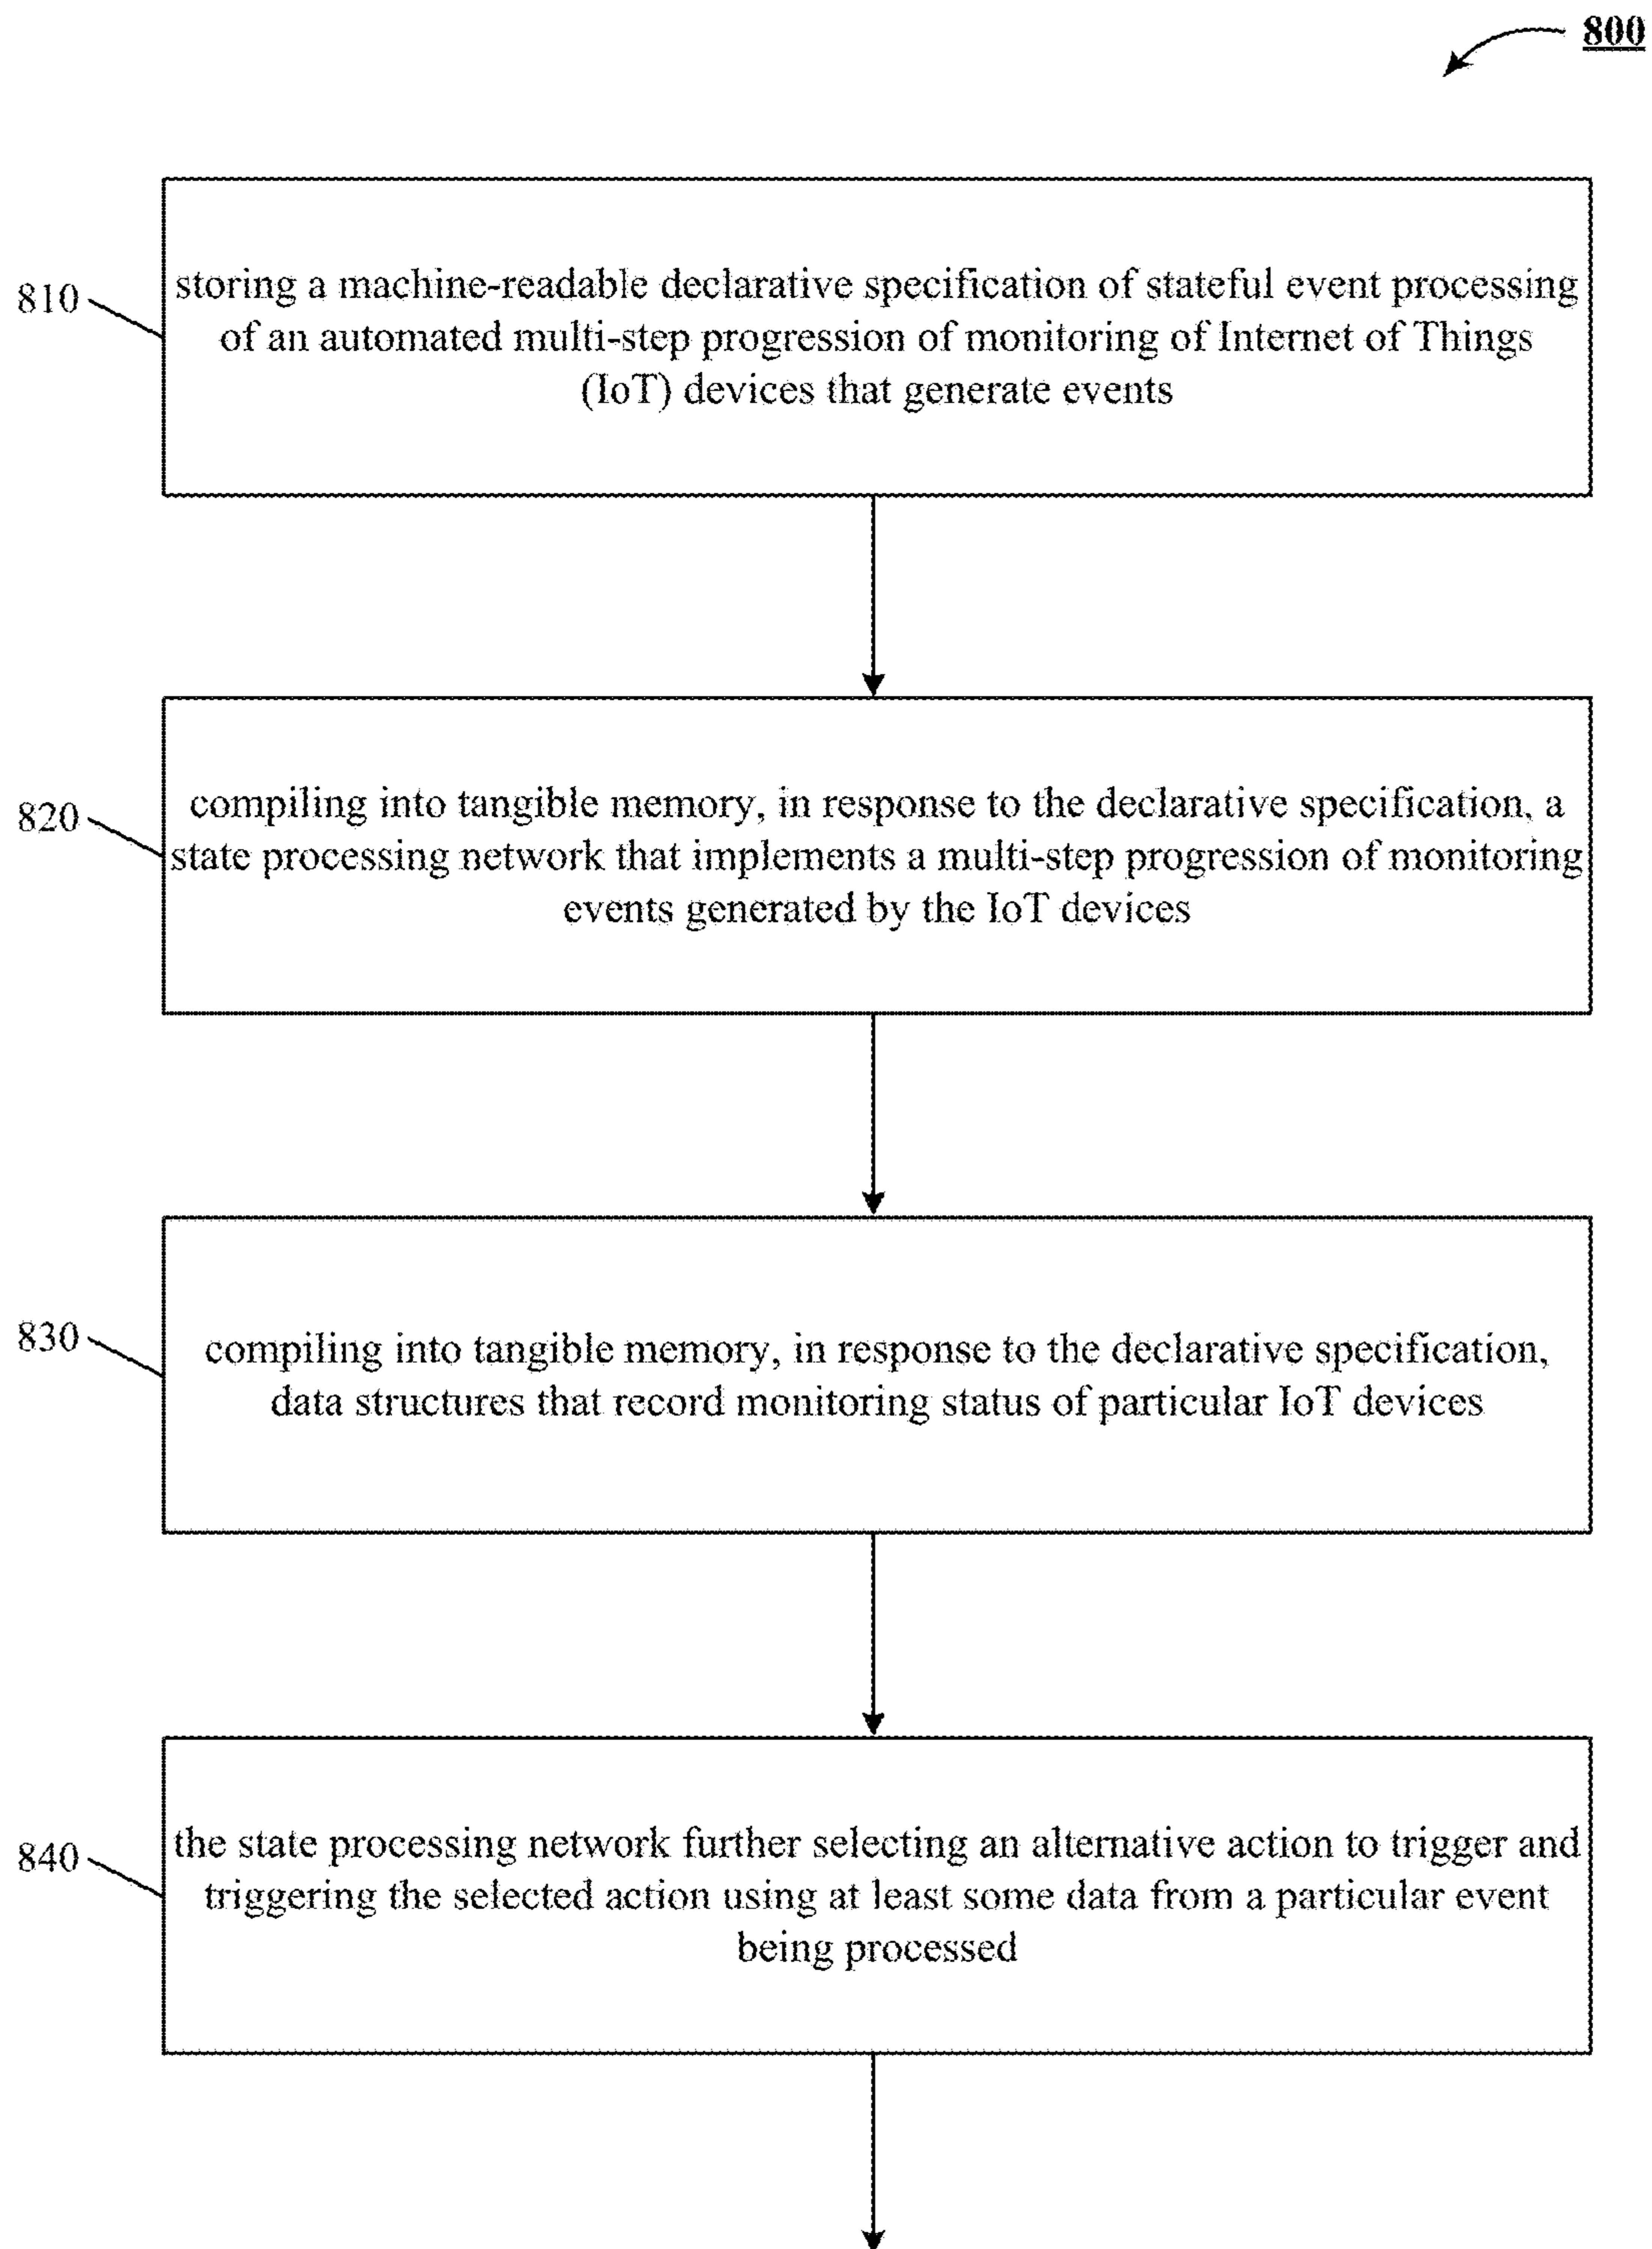 800
810
storing a machine-readable declarative specification of stateful event processing
of an automated multi-step progression of monitoring of Internet of Things
(IoT) devices that generate events
820
compiling into tangible memory, in response to the declarative specification, a
state processing network that implements a multi-step progression of monitoring
events generated by the IoT devices
830
compiling into tangible memory, in response to the declarative specification,
data structures that record monitoring status of particular IoT devices
840
the state processing network further selecting an alternative action to trigger and
triggering the selected action using at least some data from a particular event
being processed